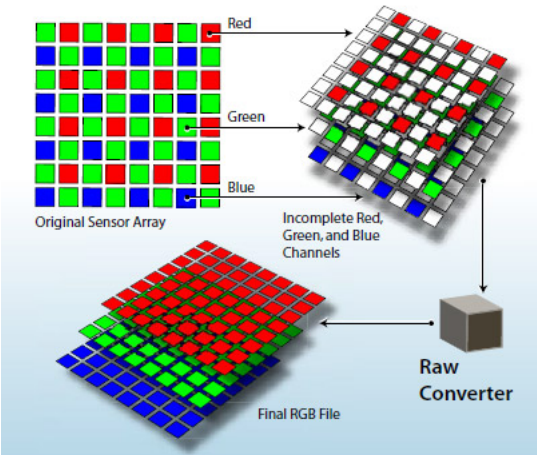 Red
Green
Blue
Original Sensor Array
Incomplete Red,
Green, and Blue
Channels
Raw
Converter
Final RGB File